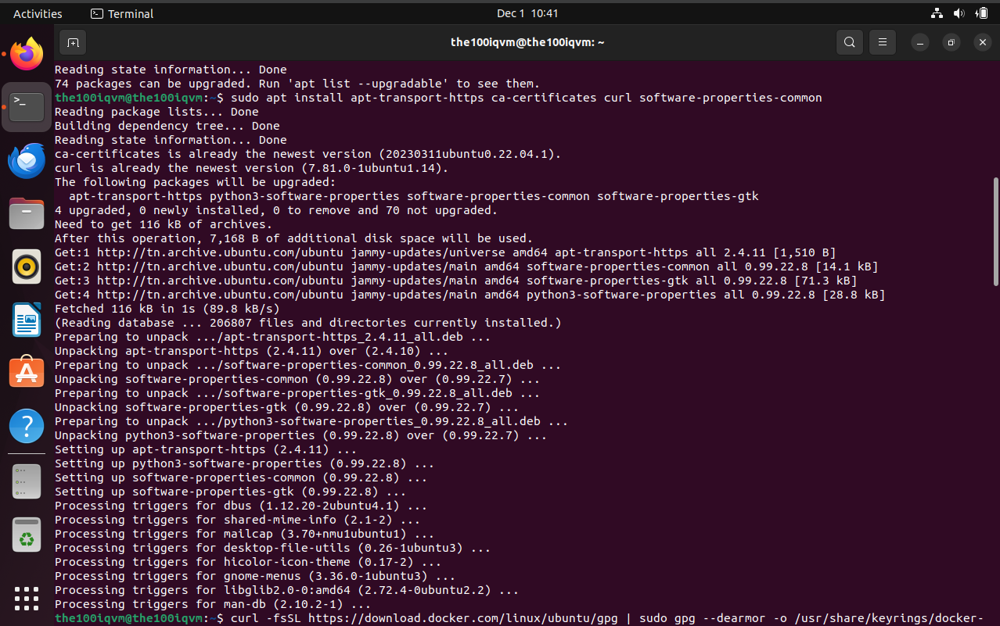 Activities
Terminal
Dec 1 10:41
the100iqvm@the100iqvm: ~
Reading state information... Done
74 packages can be upgraded. Run 'apt list --upgradable' to see them.
the100iqvm@the100iqvm:~$ sudo apt install apt-transport-https ca-certificates curl software-properties-common
Reading package lists... Done
Building dependency tree... Done
Reading state information... Done
ca-certificates is already the newest version (20230311ubuntu0.22.04.1).
curl is already the newest version (7.81.0-1ubuntu1.14).
The following packages will be upgraded:
  apt-transport-https python3-software-properties software-properties-common software-properties-gtk
4 upgraded, 0 newly installed, 0 to remove and 70 not upgraded.
Need to get 116 kB of archives.
After this operation, 7,168 B of additional disk space will be used.
Get:1 http://tn.archive.ubuntu.com/ubuntu jammy-updates/universe amd64 apt-transport-https all 2.4.11 [1,510 B]
Get:2 http://tn.archive.ubuntu.com/ubuntu jammy-updates/main amd64 software-properties-common all 0.99.22.8 [14.1 kB]
Get:3 http://tn.archive.ubuntu.com/ubuntu jammy-updates/main amd64 software-properties-gtk all 0.99.22.8 [71.3 kB]
Get:4 http://tn.archive.ubuntu.com/ubuntu jammy-updates/main amd64 python3-software-properties all 0.99.22.8 [28.8 kB]
Fetched 116 kB in 1s (89.8 kB/s)
(Reading database ... 206807 files and directories currently installed.)
Preparing to unpack .../apt-transport-https_2.4.11_all.deb ...
Unpacking apt-transport-https (2.4.11) over (2.4.10) ...
Preparing to unpack .../software-properties-common_0.99.22.8_all.deb ...
Unpacking software-properties-common (0.99.22.8) over (0.99.22.7) ...
Preparing to unpack .../software-properties-gtk_0.99.22.8_all.deb ...
Unpacking software-properties-gtk (0.99.22.8) over (0.99.22.7) ...
Preparing to unpack .../python3-software-properties_0.99.22.8_all.deb ...
Unpacking python3-software-properties (0.99.22.8) over (0.99.22.7) ...
Setting up apt-transport-https (2.4.11) ...
Setting up python3-software-properties (0.99.22.8) ...
Setting up software-properties-common (0.99.22.8) ...
Setting up software-properties-gtk (0.99.22.8) ...
Processing triggers for dbus (1.12.20-2ubuntu4.1) ...
Processing triggers for shared-mime-info (2.1-2) ...
Processing triggers for mailcap (3.70+nmu1ubuntu1) ...
Processing triggers for desktop-file-utils (0.26-1ubuntu3) ...
Processing triggers for hicolor-icon-theme (0.17-2) ...
Processing triggers for gnome-menus (3.36.0-1ubuntu3) ...
Processing triggers for libglib2.0-0:amd64 (2.72.4-0ubuntu2.2) ...
Processing triggers for man-db (2.10.2-1) ...
the100iqvm@the100iqvm:~$ curl -fsSL https://download.docker.com/linux/ubuntu/gpg | sudo gpg --dearmor -o /usr/share/keyrings/docker-